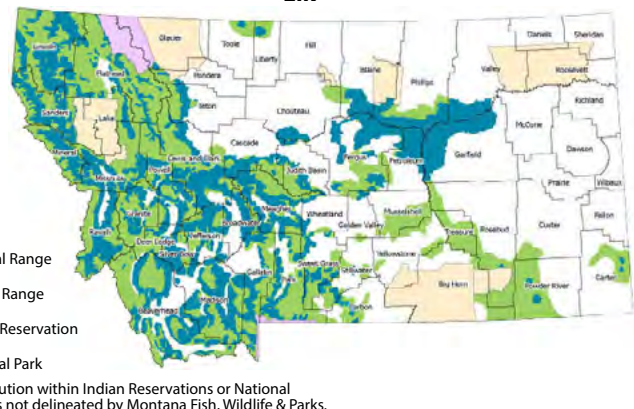 Lincoln
Flathead
Glacier
Toole
Liberty
Hill
Blaine
Phillips
Valley
Daniels
Sheridan
Roosevelt
Pondera
Teton
Chouteau
Richland
Sanders
Lake
Cascade
McCone
Dawson
Mineral
Missoula
Powell
Lewis and Clark
Judith Basin
Fergus
Petroleum
Garfield
Prairie
Wibaux
Granite
Meagher
Broadwater
Wheatland
Golden Valley
Musselshell
Treasure
Rosebud
Custer
Fallon
Ravalli
Deer Lodge
Silver Bow
Jefferson
Gallatin
Park
Sweet Grass
Stillwater
Yellowstone
Big Horn
Powder River
Carter
Beaverhead
Madison
Carbon
al Range
Range
Reservation
al Park
ution within Indian Reservations or National
s not delineated by Montana Fish, Wildlife & Parks.